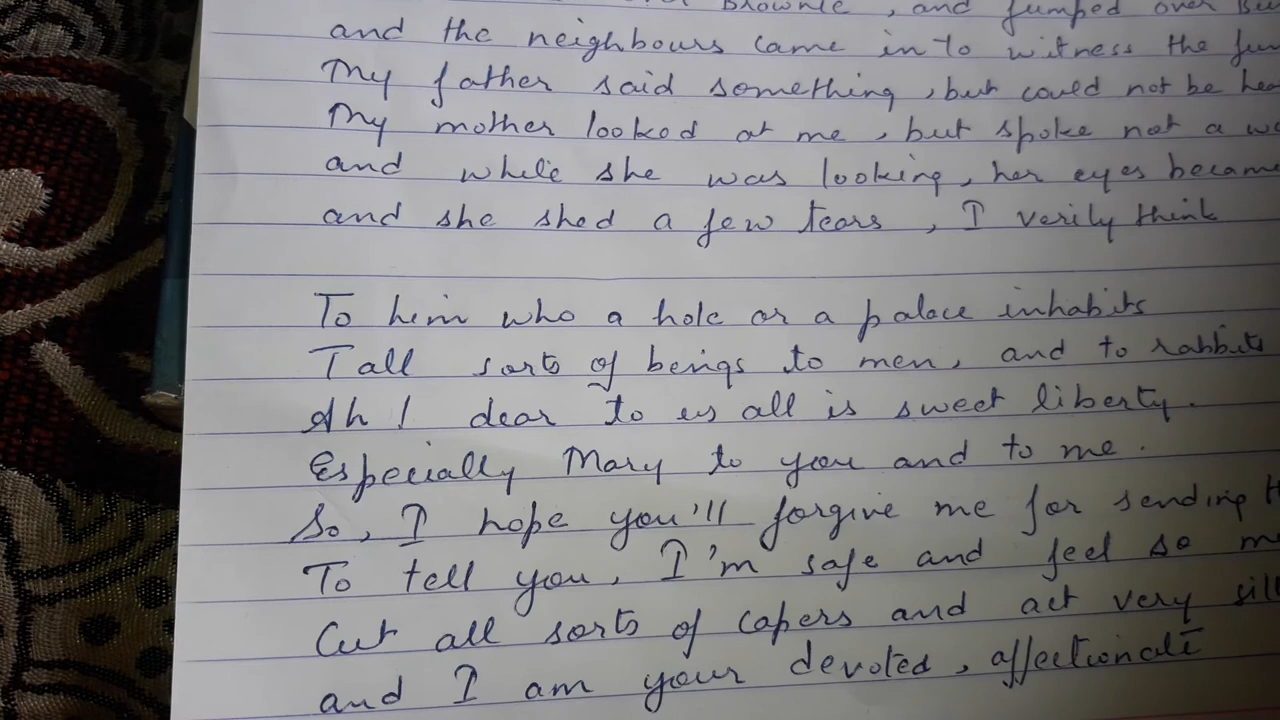 Brownie, and jumped over
and the neighbours came in to witness the
My father said something, but could not be
My mother looked at me, but spoke not a
and while she was looking, her eyes
and she shed a few tears, I verily think
To him who a hole or a palace inhabits
T all sorts of beings to men, and to rabbits
Ah! dear to us all is sweet liberty.
Especially Mary to you and to me.
So, I hope you'll forgive me for sending
To tell you, I'm safe and feel so
Cut all sorts of capers and act very
and I am your devoted, affectionate